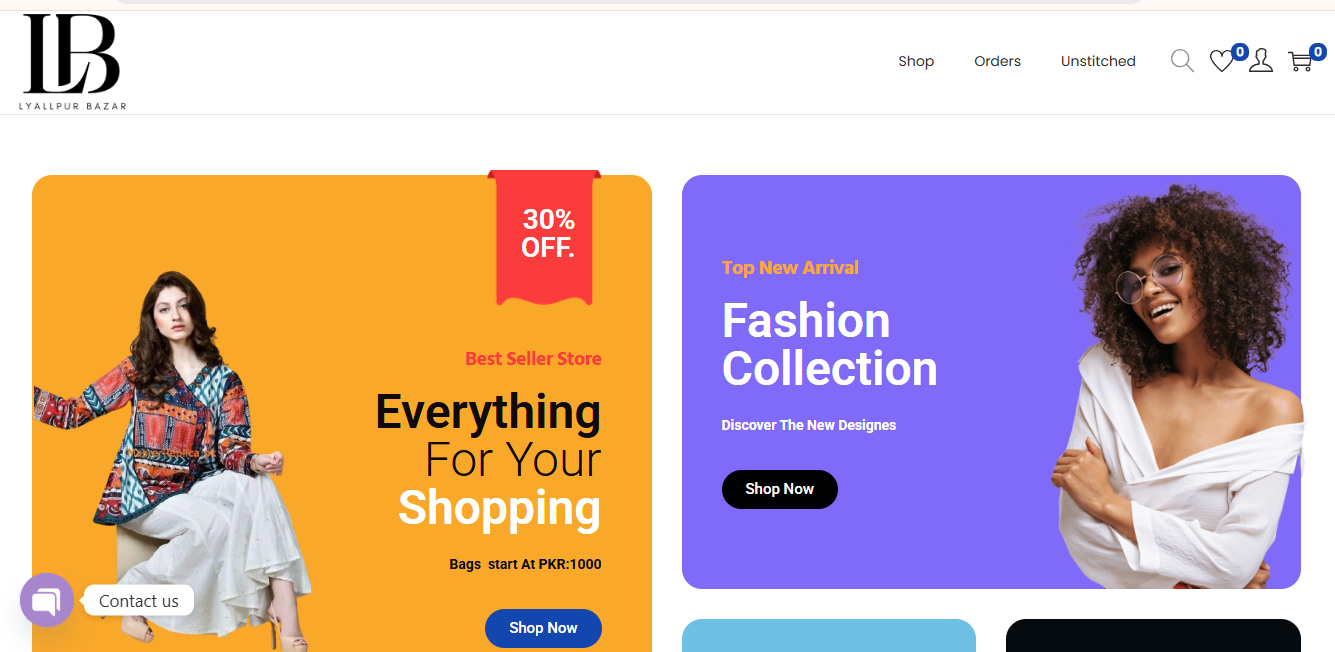 LB
LYALLPUR BAZAR
Shop
Orders
Unstitched
0
0
30%
OFF.
Best Seller Store
Everything
For Your
Shopping
Bags start At PKR:1000
Shop Now
Top New Arrival
Fashion
Collection
Discover The New Designes
Shop Now
Contact us